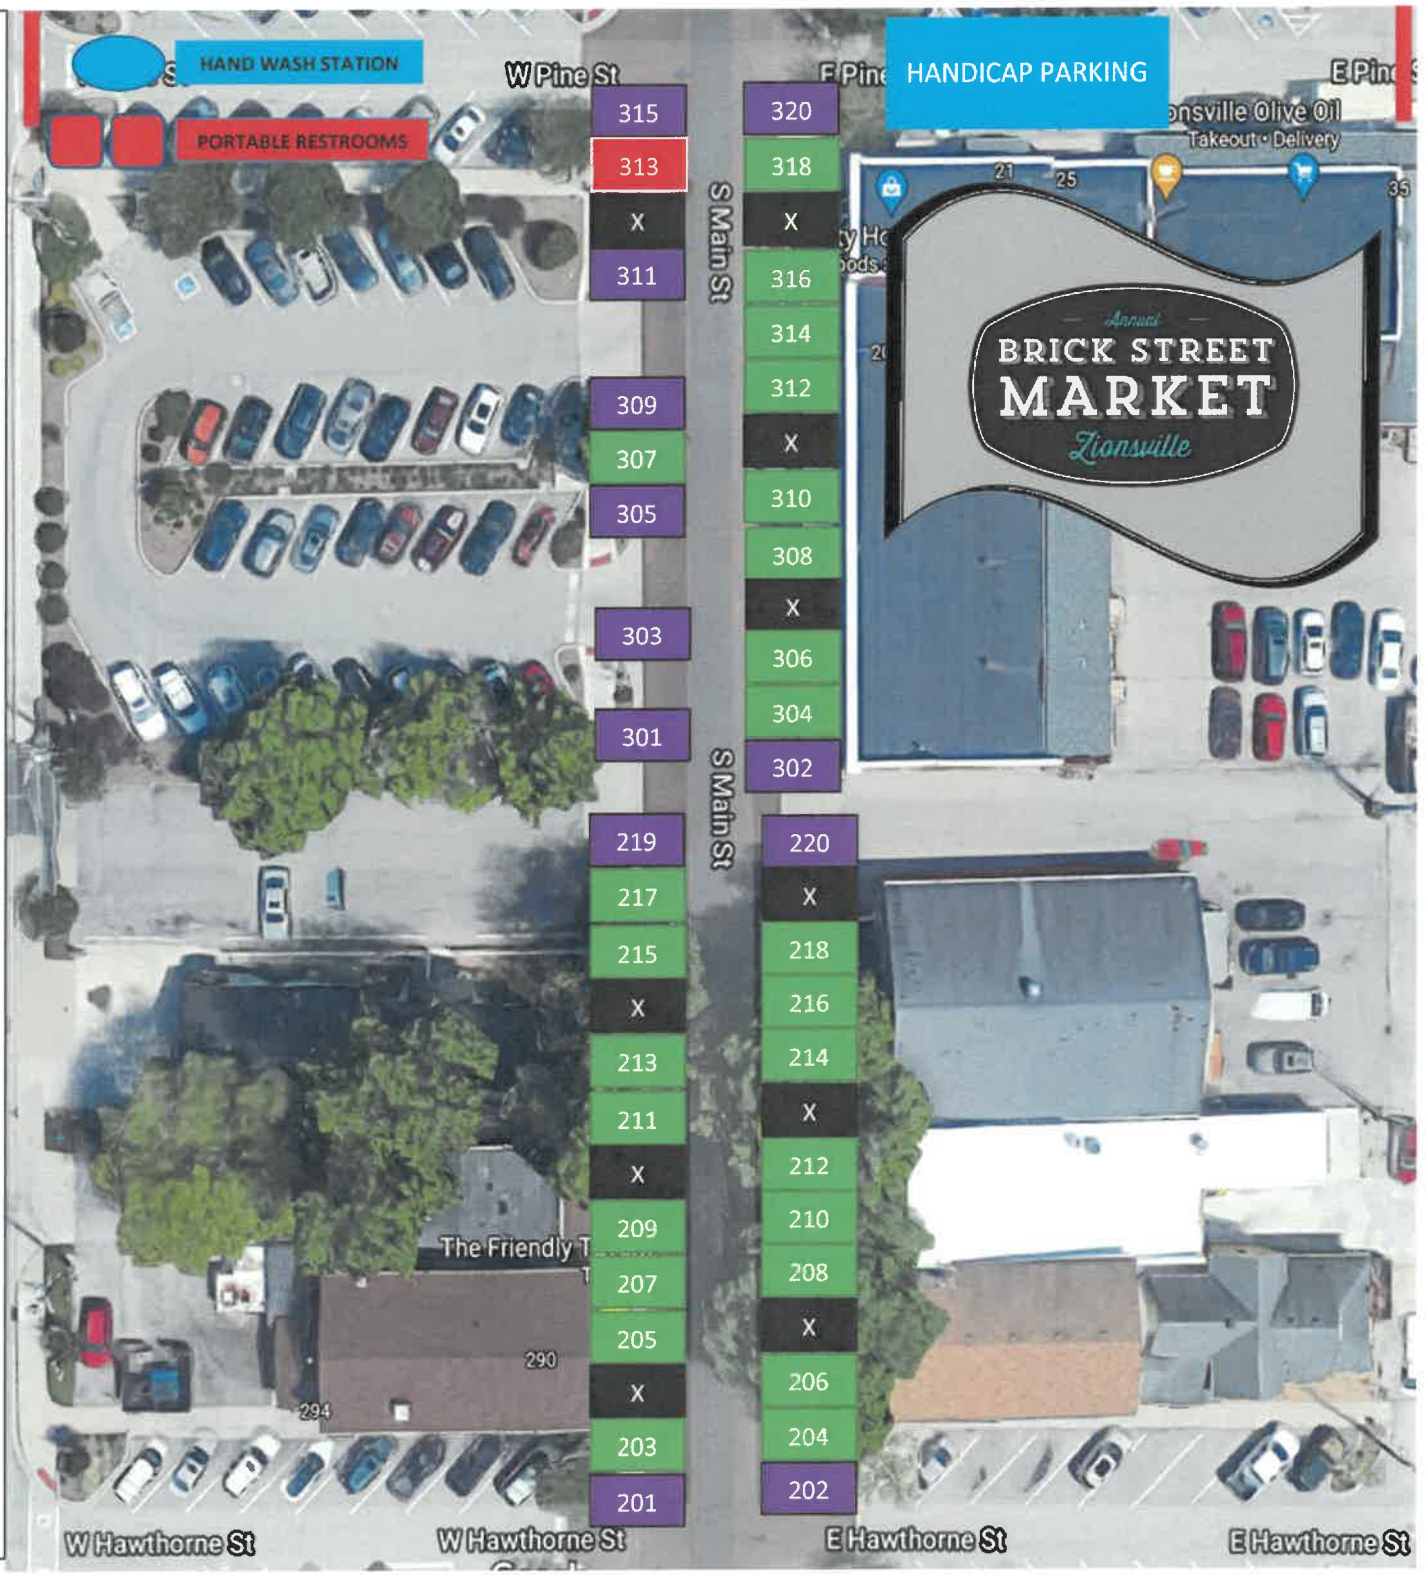 HAND WASH STATION
W Pine St
HANDICAP PARKING
PORTABLE RESTROOMS
onsville Olive Oil
Takeout • Delivery
315
320
313
318
21
25
35
X
X
311
316
314
312
309
X
307
310
305
308
X
303
306
304
301
302
S Main St
S Main St
Annual
BRICK STREET
MARKET
Zionsville
219
220
217
X
215
218
X
216
213
214
211
X
X
212
209
210
207
208
205
X
X
206
203
204
201
202
The Friendly T
290
294
W Hawthorne St
W Hawthorne St
E Hawthorne St
E Hawthorne St